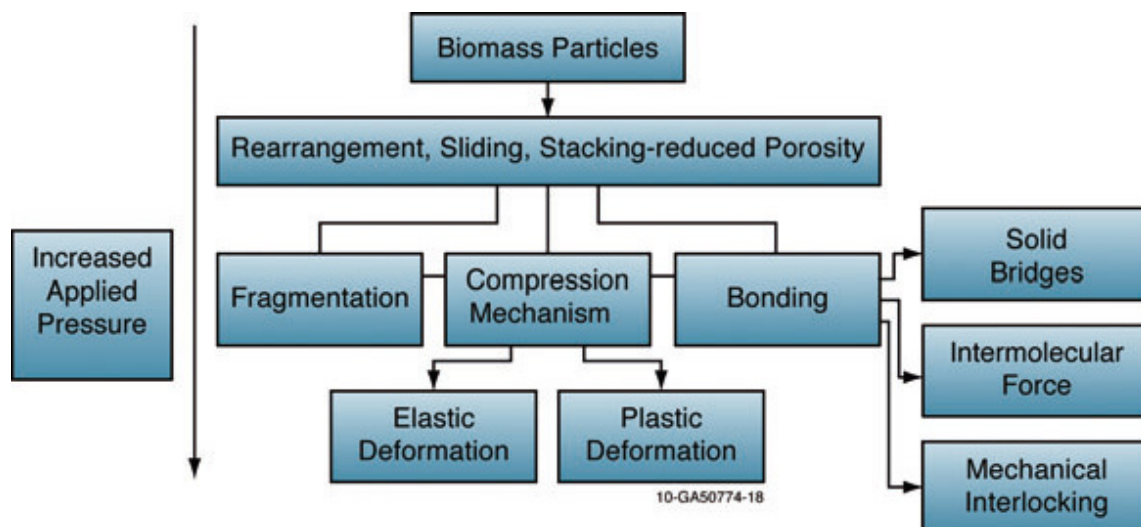 Biomass Particles
Rearrangement, Sliding, Stacking-reduced Porosity
Increased
Applied
Pressure
Fragmentation
Compression
Mechanism
Bonding
Solid
Bridges
Intermolecular
Force
Mechanical
Interlocking
Elastic
Deformation
Plastic
Deformation
10-GA50774-18